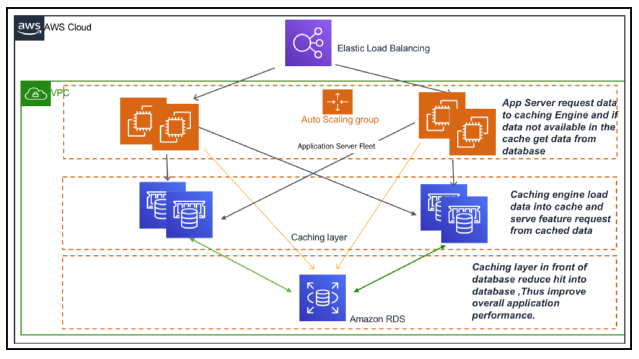 aws AWS Cloud
Elastic Load Balancing
VPC
Auto Scaling group
Application Server Fleet
App Server request data
to caching Engine and if
data not available in the
cache get data from
database
Caching engine load
data into cache and
serve feature request
from cached data
Caching layer
Caching layer in front of
database reduce hit into
database ,Thus improve
overall application
performance.
Amazon RDS